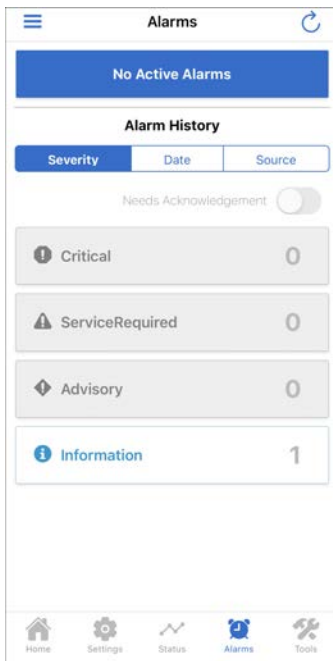 Alarms
No Active Alarms
Alarm History
Severity Date Source
Needs Acknowledgement
Critical 0
ServiceRequired 0
Advisory 0
Information 1
Home Settings Status Alarms Tools